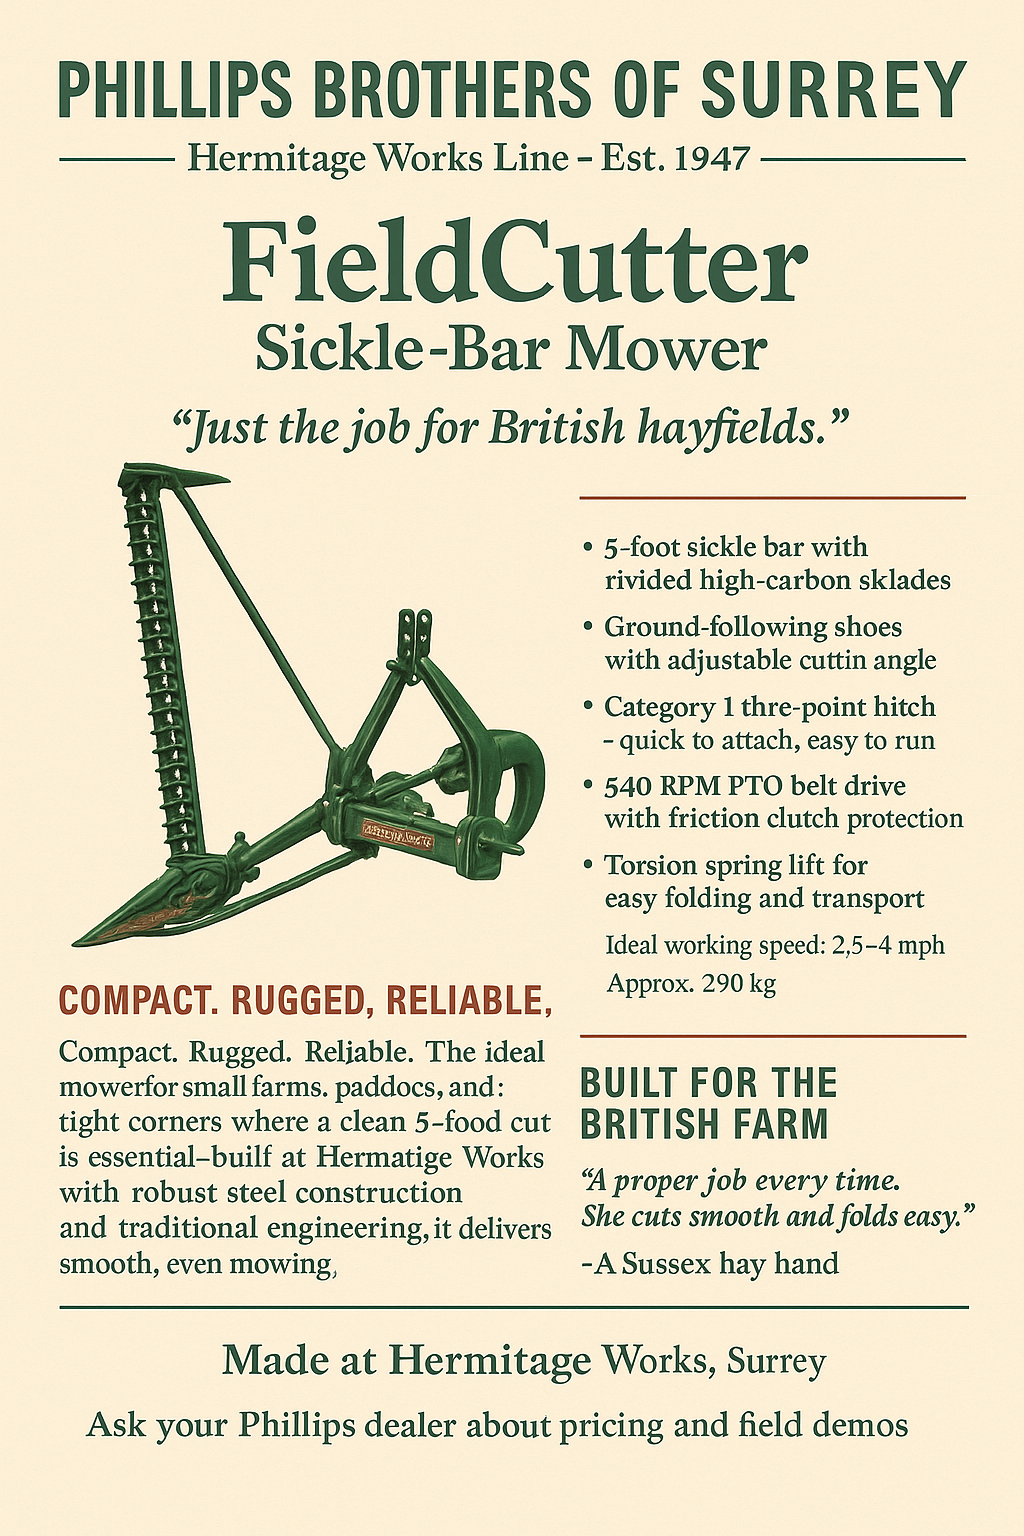 PHILLIPS BROTHERS OF SURREY
Hermitage Works Line – Est. 1947
FieldCutter
Sickle-Bar Mower
“Just the job for British hayfields.”
• 5-foot sickle bar with
rivided high-carbon sklades
• Ground-following shoes
with adjustable cuttin angle
• Category 1 thre-point hitch
– quick to attach, easy to run
• 540 RPM PTO belt drive
with friction clutch protection
• Torsion spring lift for
easy folding and transport
Ideal working speed: 2,5–4 mph
Approx. 290 kg
COMPACT. RUGGED, RELIABLE,
Compact. Rugged. Reljable. The ideal
mowerfor small farms. paddocs, and:
tight corners where a clean 5-food cut
is essential–builf at Hermatige Works
with robust steel construction
and traditional engineering, it delivers
smooth, even mowing,
BUILT FOR THE
BRITISH FARM
“A proper job every time.
She cuts smooth and folds easy.”
-A Sussex hay hand
Made at Hermitage Works, Surrey
Ask your Phillips dealer about pricing and field demos